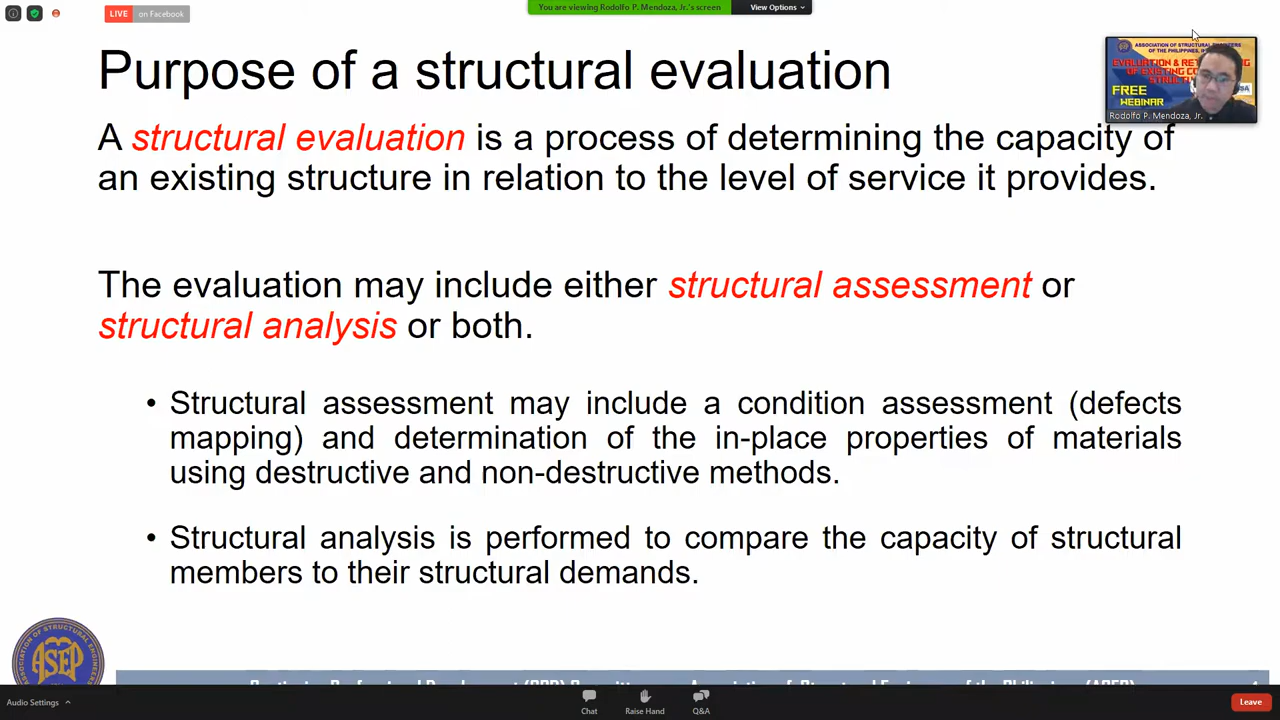 LIVE on Facebook
You are viewing Rodolfo P. Mendoza, Jr.'s screen
View Options
Purpose of a structural evaluation
ASSOCIATION OF STRUCTURAL ENGINEERS
OF THE PHILIPPINES, 
EVALUATION & 
OF EXISTING 
FREE
WEBINAR
Rodolfo P. Mendoza, Jr.
A structural evaluation is a process of determining the capacity of
an existing structure in relation to the level of service it provides.
The evaluation may include either structural assessment or
structural analysis or both.
• Structural assessment may include a condition assessment (defects
mapping) and determination of the in-place properties of materials
using destructive and non-destructive methods.
• Structural analysis is performed to compare the capacity of structural
members to their structural demands.
ASSOCIATION OF STRUCTURAL ENGINEERS
ASEP
Audio Settings
Chat
Raise Hand
Q&A
Leave